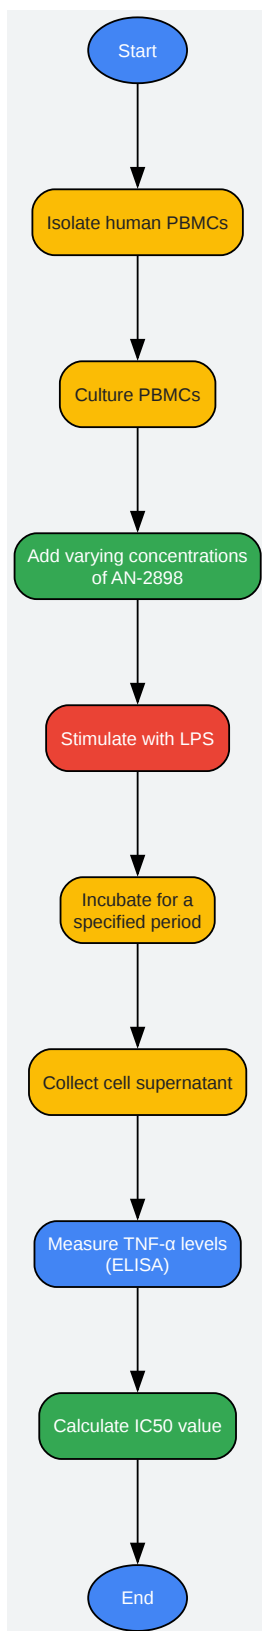 Start
Isolate human PBMCs
Culture PBMCs
Add varying concentrations
of AN-2898
Stimulate with LPS
Incubate for a
specified period
Collect cell supernatant
Measure TNF-α levels
(ELISA)
Calculate IC50 value
End